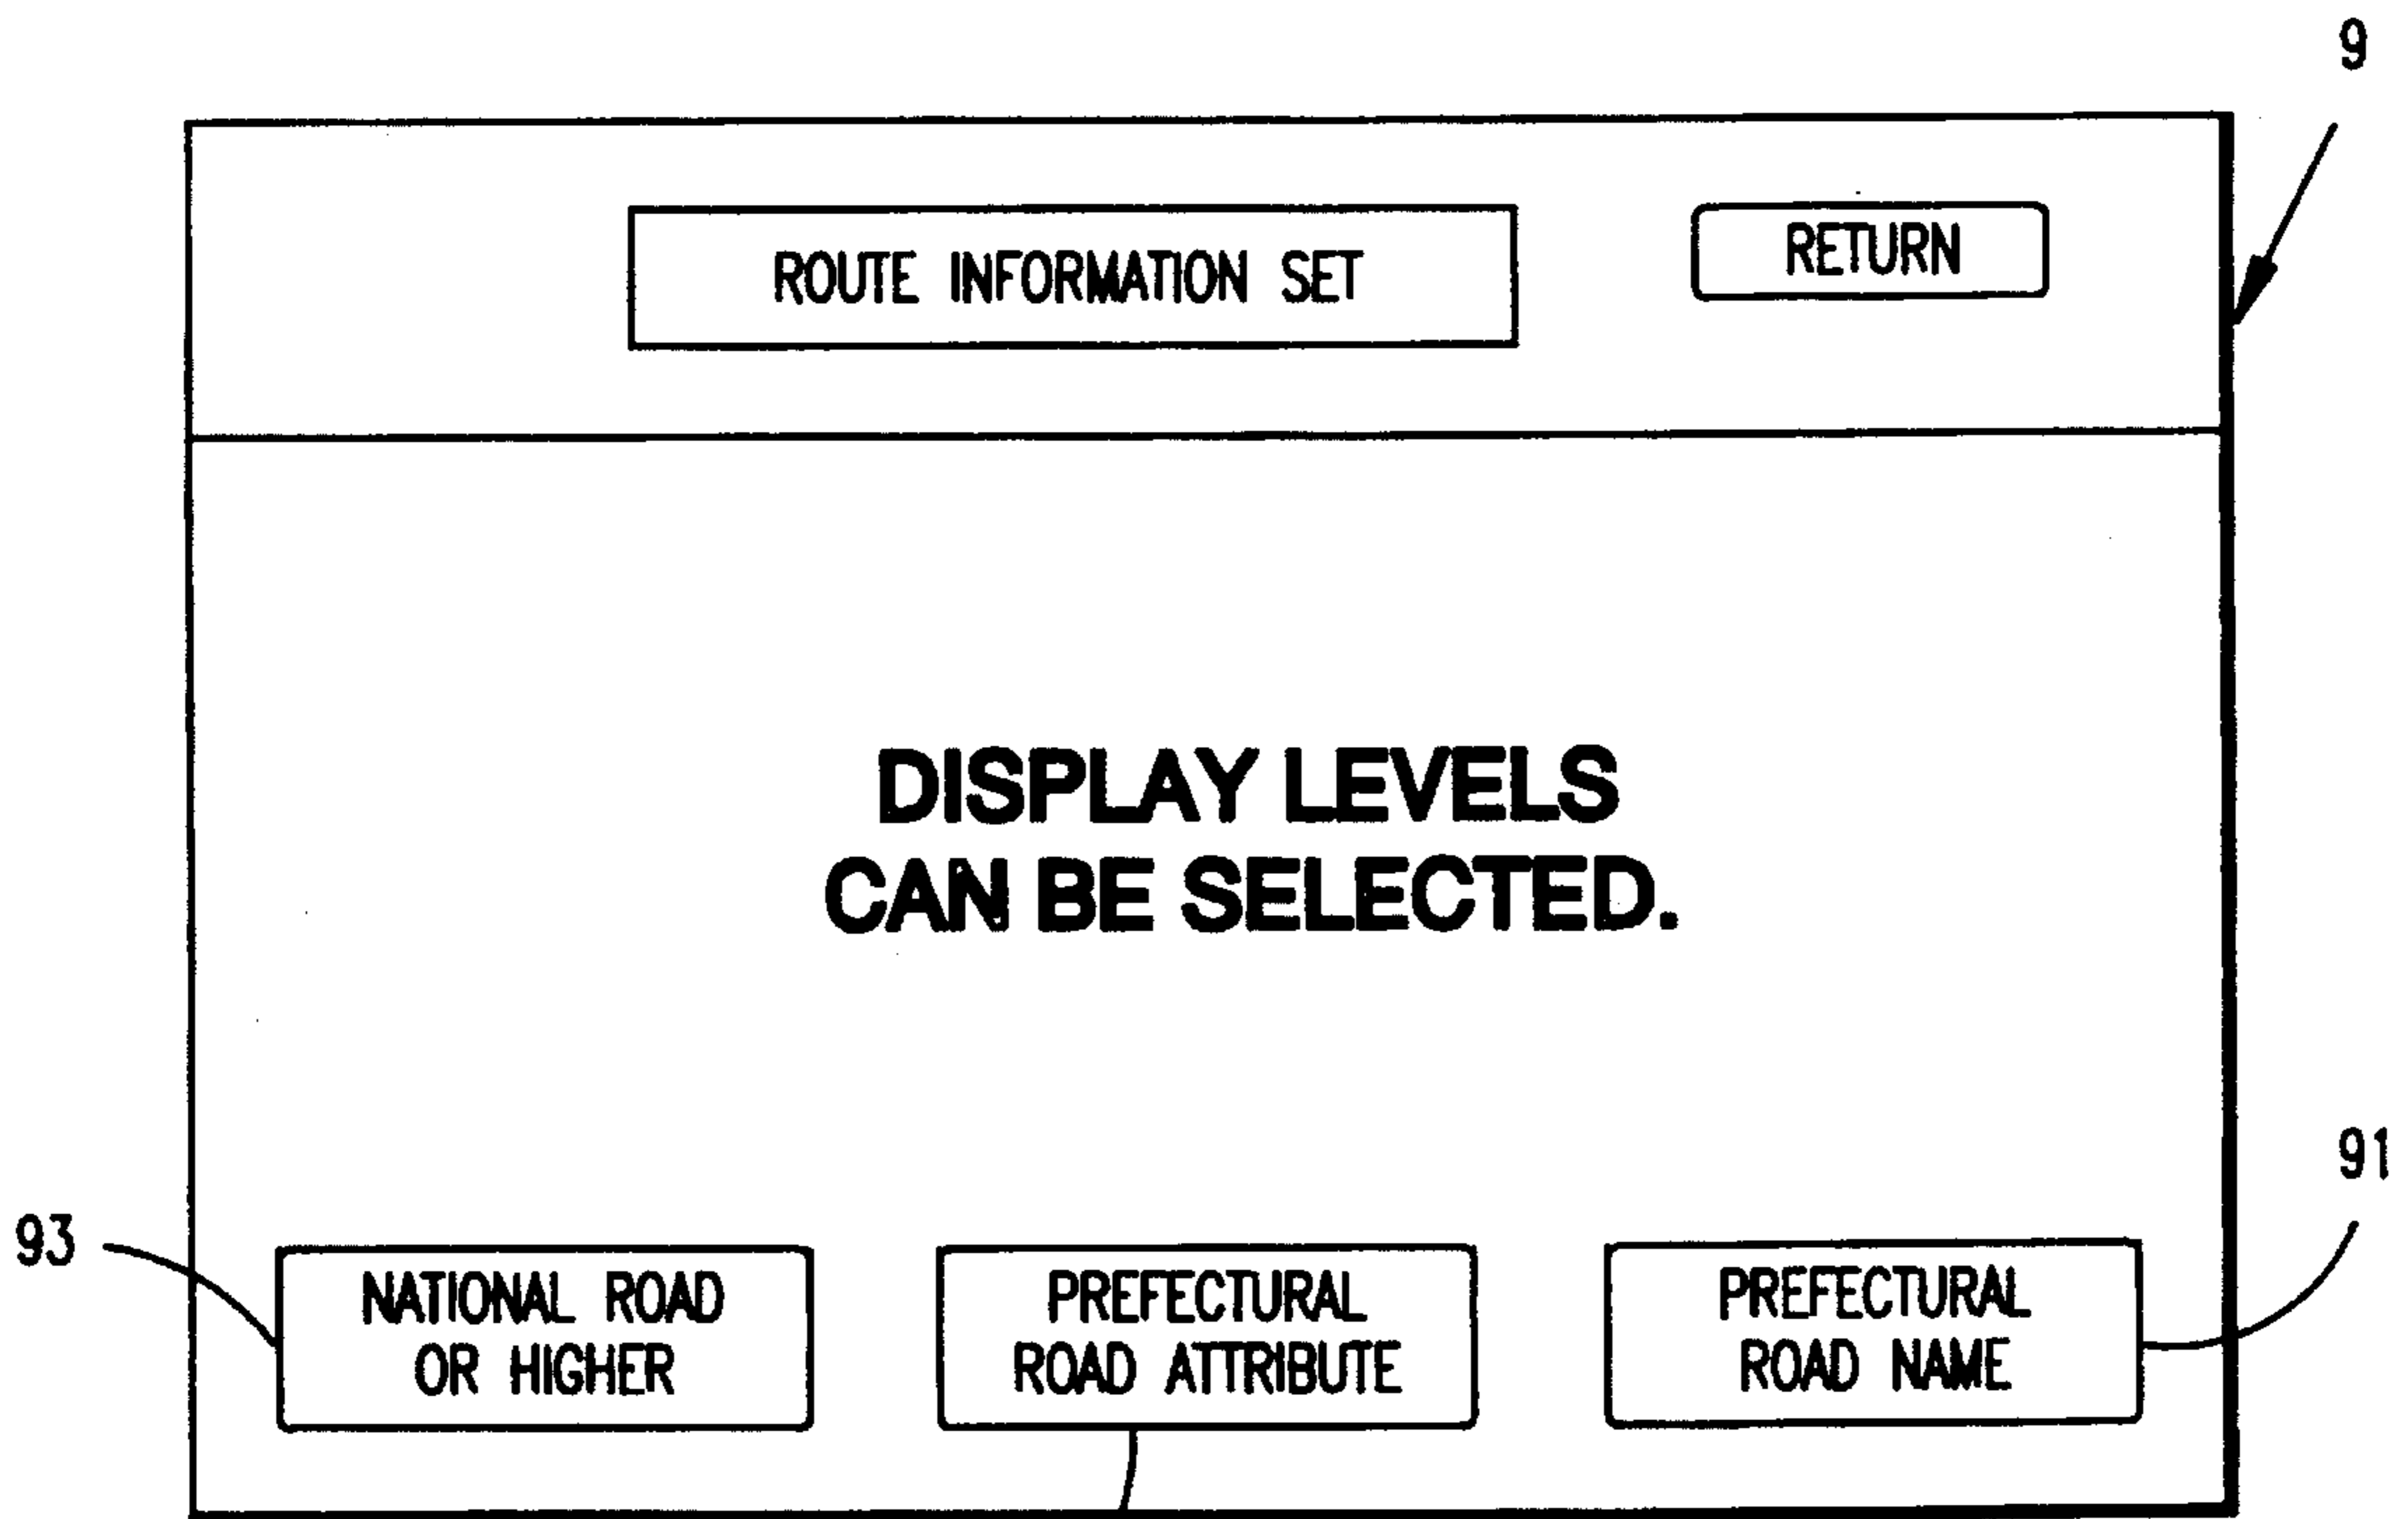 9
ROUTE INFORMATION SET
RETURN
DISPLAY LEVELS
CAN BE SELECTED.
91
93
NATIONAL ROAD
OR HIGHER
PREFECTURAL
ROAD ATTRIBUTE
PREFECTURAL
ROAD NAME